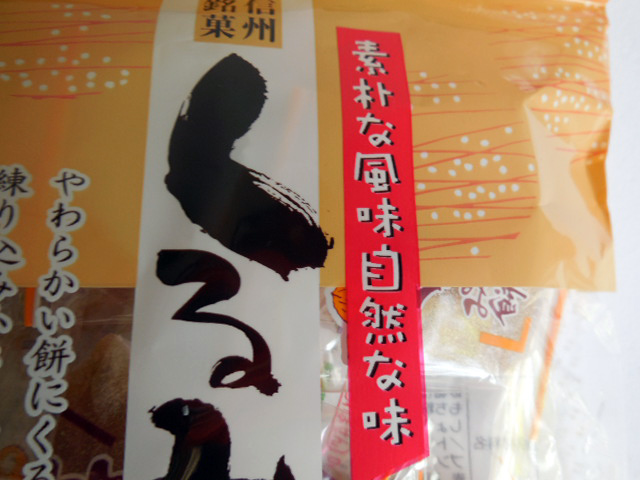 信州
銘菓
素朴な風味自然な味
くるみ
やわらかい餅にくる
練り込み